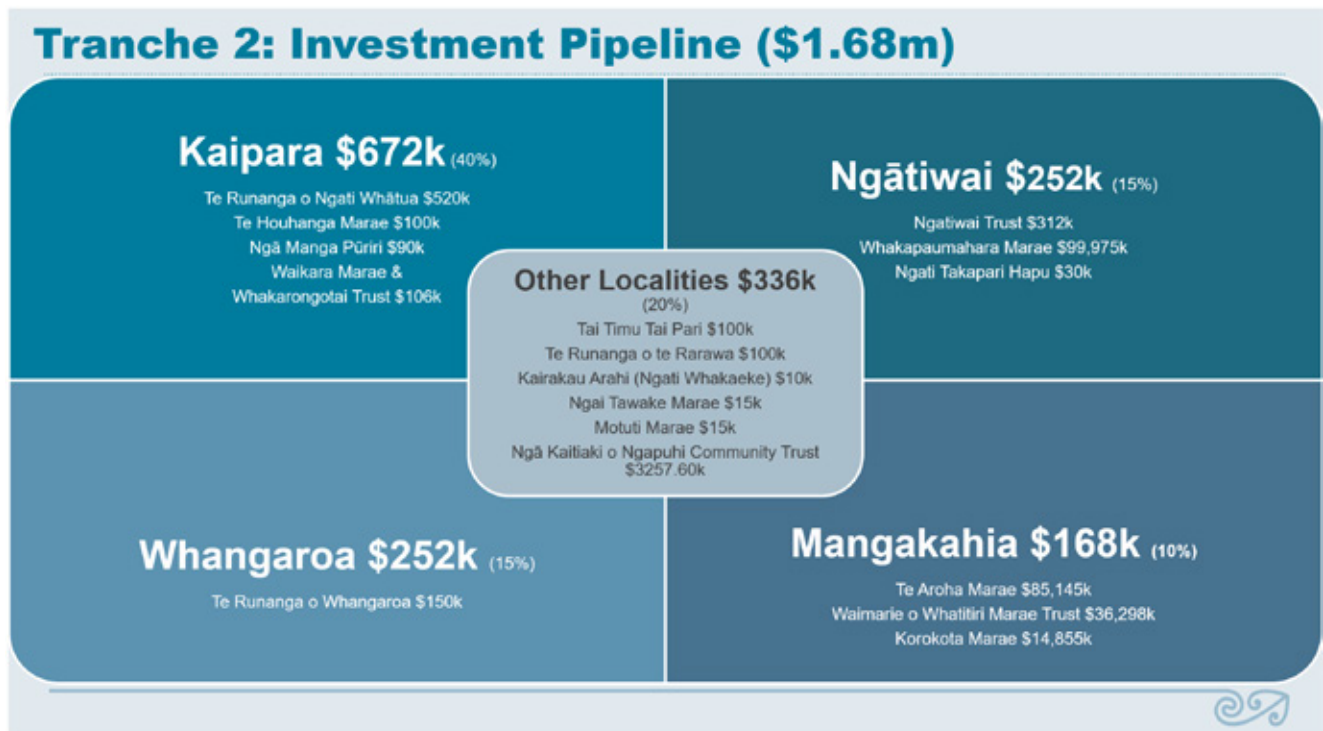 Tranche 2: Investment Pipeline ($1.68m)
Kaipara $672k (40%)
Te Runanga o Ngati Whātua $520k
Te Houhanga Marae $100k
Ngā Manga Pūriri $90k
Waikara Marae &
Whakarongotai Trust $106k
Ngātiwai $252k (15%)
Ngatiwai Trust $312k
Whakapaumahara Marae $99,975k
Ngati Takapari Hapu $30k
Other Localities $336k
(20%)
Tai Timu Tai Pari $100k
Te Runanga o te Rarawa $100k
Kairakau Arahi (Ngati Whakaeke) $10k
Ngai Tawake Marae $15k
Motuti Marae $15k
Ngā Kaitiaki o Ngapuhi Community Trust
$3257.60k
Whangaroa $252k (15%)
Te Runanga o Whangaroa $150k
Mangakahia $168k (10%)
Te Aroha Marae $85,145k
Waimarie o Whatitiri Marae Trust $36,298k
Korokota Marae $14,855k